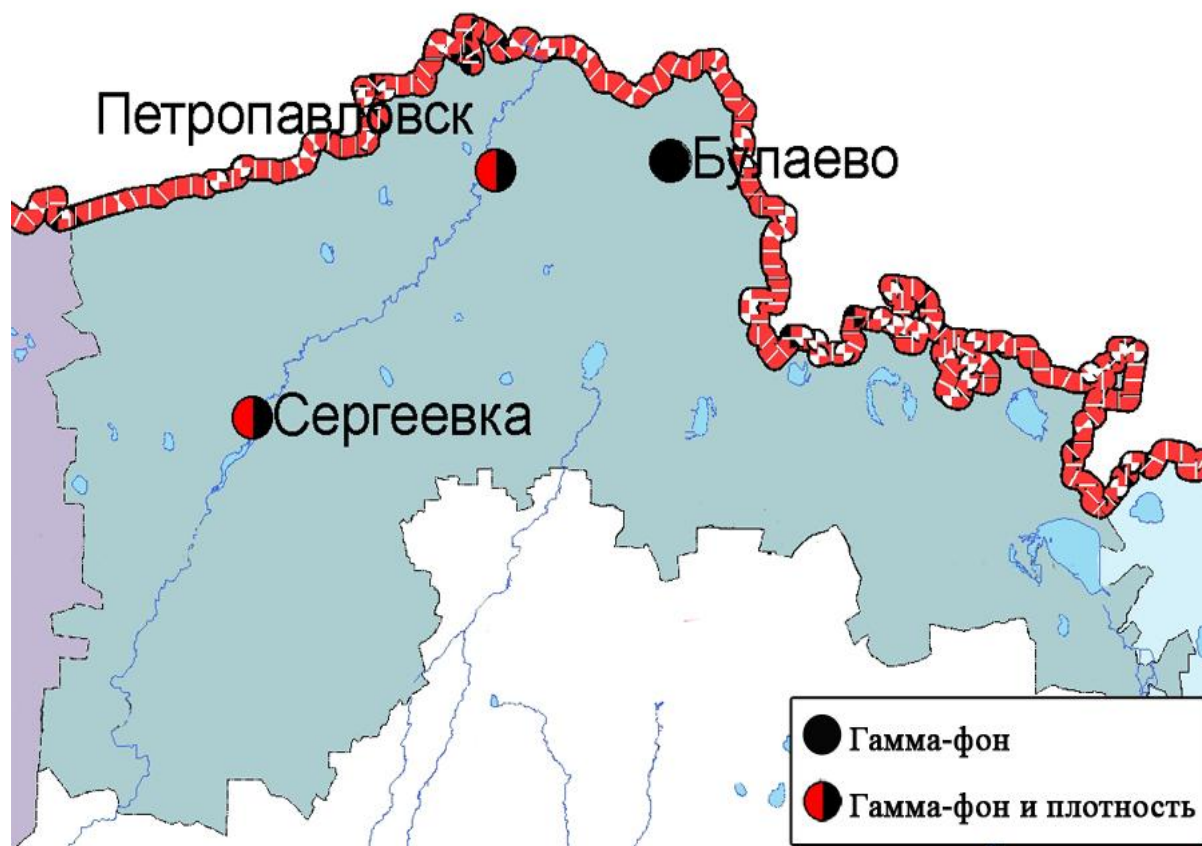 Петропавловск
Булаево
Сергеевка
Гамма-фон
Гамма-фон и плотность